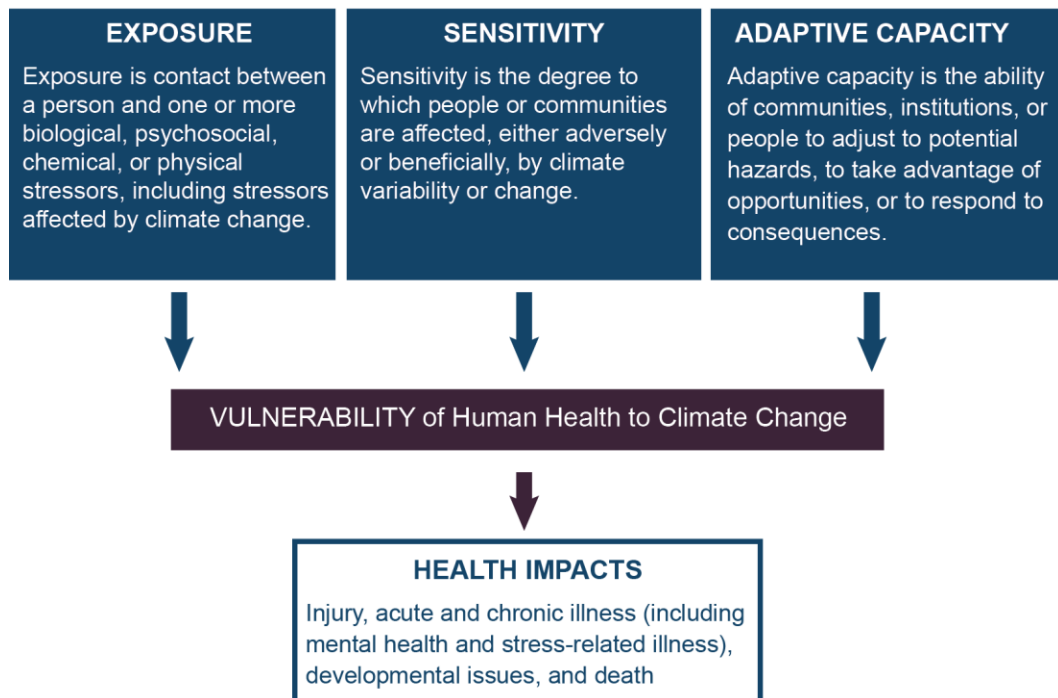 EXPOSURE
Exposure is contact between
a person and one or more
biological, psychosocial,
chemical, or physical
stressors, including stressors
affected by climate change.
SENSITIVITY
Sensitivity is the degree to
which people or communities
are affected, either adversely
or beneficially, by climate
variability or change.
ADAPTIVE CAPACITY
Adaptive capacity is the ability
of communities, institutions, or
people to adjust to potential
hazards, to take advantage of
opportunities, or to respond to
consequences.
VULNERABILITY of Human Health to Climate Change
HEALTH IMPACTS
Injury, acute and chronic illness (including
mental health and stress-related illness),
developmental issues, and death